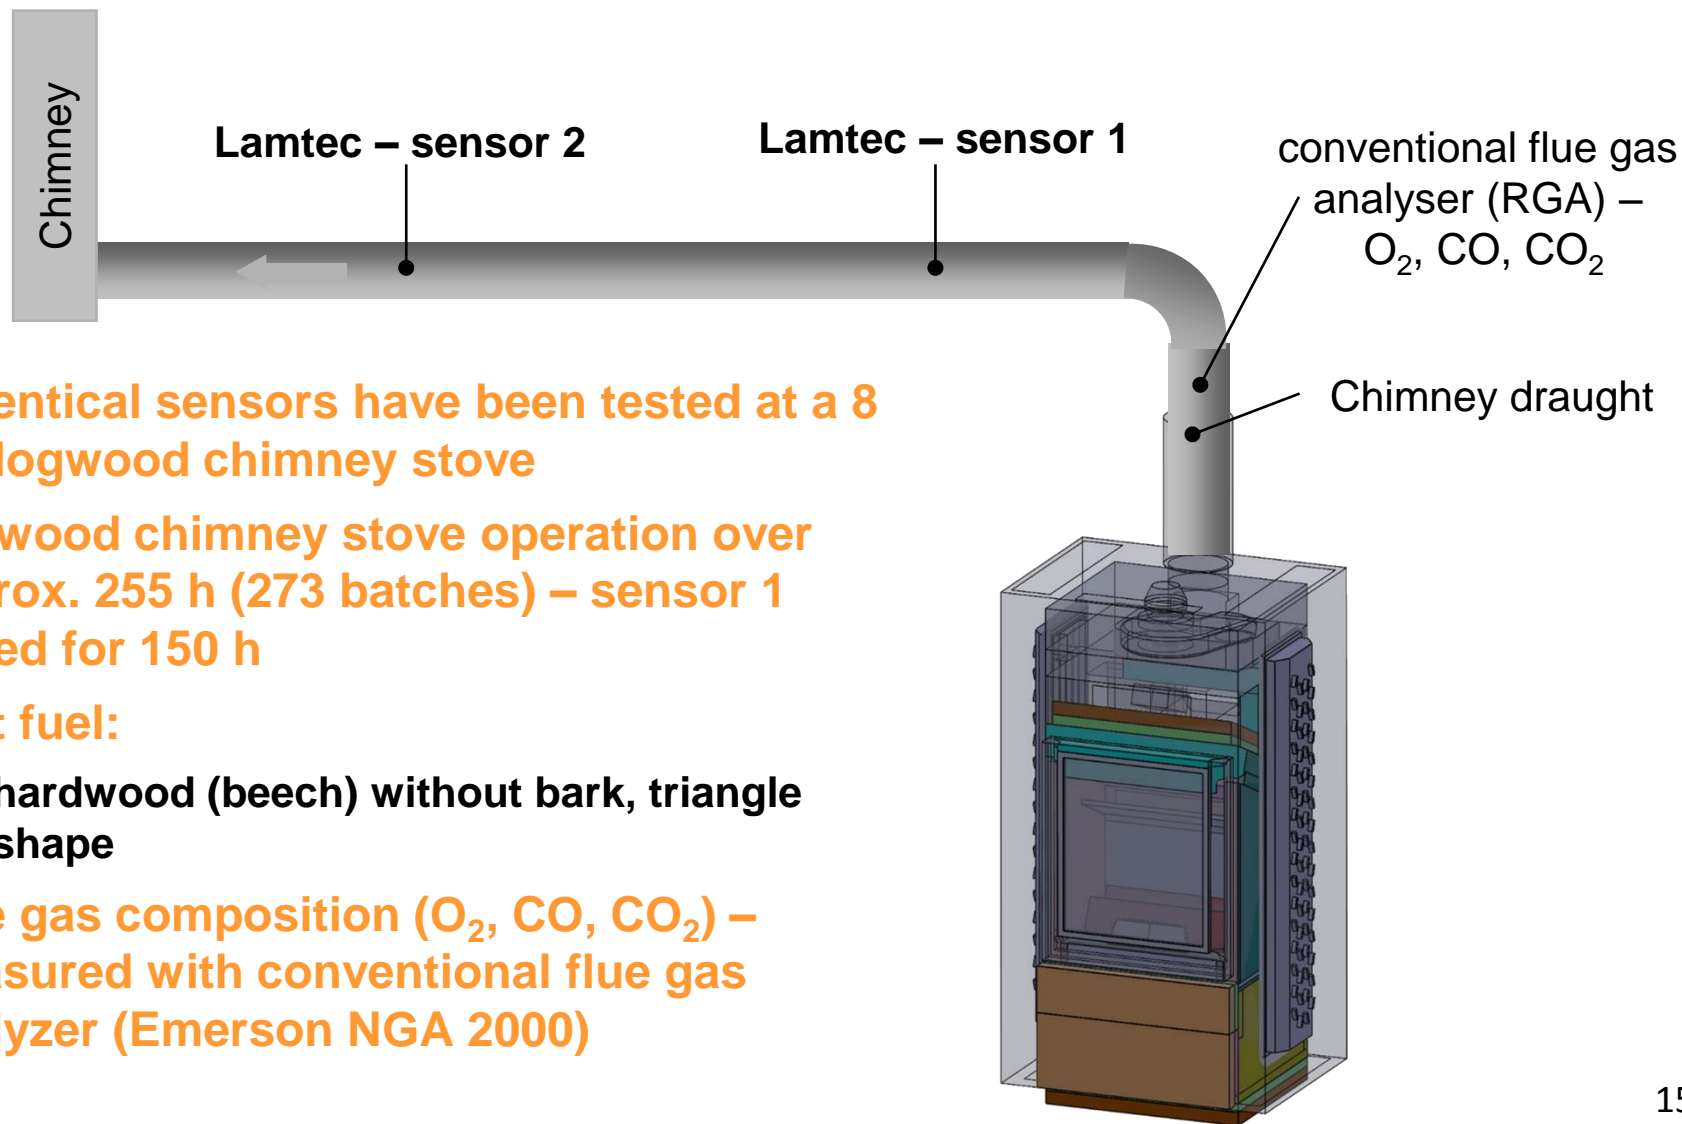 Chimney
Lamtec – sensor 2
Lamtec – sensor 1
conventional flue gas
analyser (RGA) –
O₂, CO, CO₂
Chimney draught
entical sensors have been tested at a 8
logwood chimney stove
wood chimney stove operation over
rox. 255 h (273 batches) – sensor 1
ed for 150 h
t fuel:
hardwood (beech) without bark, triangle
shape
e gas composition (O₂, CO, CO₂) –
asured with conventional flue gas
lyzer (Emerson NGA 2000)
15